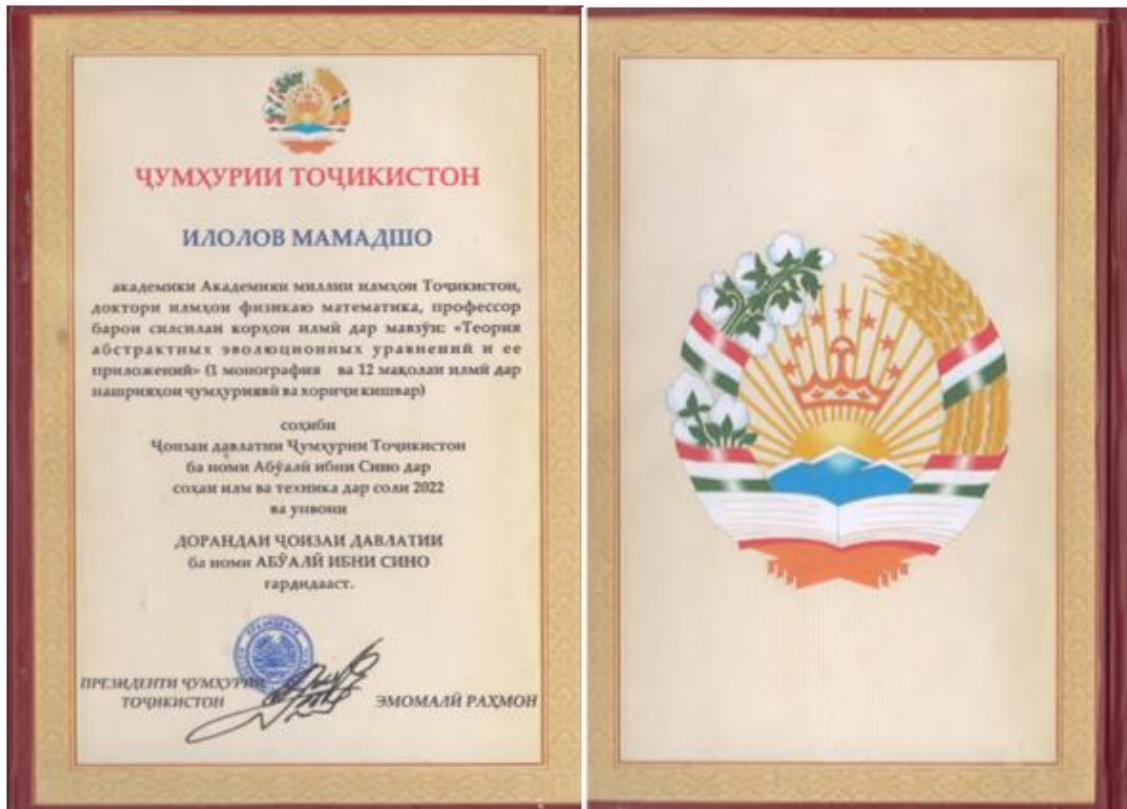 ҶУМҲУРИИ ТОҶИКИСТОН
ИЛОЛОВ МАМАДШО
академики Академияи миллии илмҳои Тоҷикистон,
доктори илмҳои физикаю математика, профессор
барои силсилаи корҳои илмӣ дар мавзӯи: «Теория
абстрактных эволюционных уравнений и ее
приложений» (1 монография ва 12 мақолаи илмӣ дар
нашрияҳои ҷумҳуриявӣ ва хориҷи кишвар)
соҳиби
Ҷоизаи давлатии Ҷумҳурии Тоҷикистон
ба номи Абӯалӣ ибни Сино дар
соҳаи илм ва техника дар соли 2022
ва унвони
ДОРАНДАИ ҶОИЗАИ ДАВЛАТИИ
ба номи АБӮАЛӢ ИБНИ СИНО
гардидааст.
ПРЕЗИДЕНТИ ҶУМҲУРИИ
ТОҶИКИСТОН
ЭМОМАЛӢ РАҲМОН